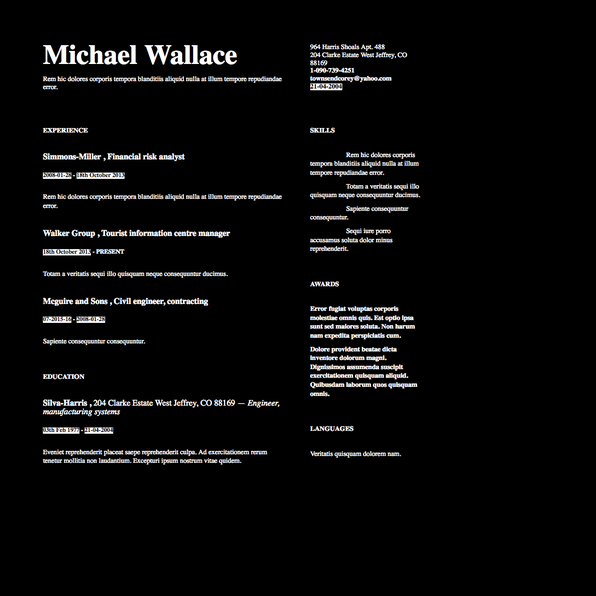 Michael Wallace
Rem hic dolores corporis tempora blanditiis aliquid nulla at illum tempore repudiandae
error.
964 Harris Shoals Apt. 488
204 Clarke Estate West Jeffrey, CO
88169
1-090-739-4251
townsendcorey@yahoo.com
21-04-2004
EXPERIENCE
Simmons-Miller , Financial risk analyst
2008-01-28 - 18th October 2013
Rem hic dolores corporis tempora blanditiis aliquid nulla at illum tempore repudiandae
error.
Walker Group , Tourist information centre manager
18th October 2013 - PRESENT
Totam a veritatis sequi illo quisquam neque consequuntur ducimus.
Mcguire and Sons , Civil engineer, contracting
07-2015-16 - 2008-01-28
Sapiente consequuntur consequuntur.
EDUCATION
Silva-Harris , 204 Clarke Estate West Jeffrey, CO 88169 — Engineer,
manufacturing systems
03th Feb 1977 - 21-04-2004
Eveniet reprehenderit placeat saepe reprehenderit culpa. Ad exercitationem rerum
tenetur mollitia non laudantium. Excepturi ipsum nostrum vitae quidem.
SKILLS
Rem hic dolores corporis
tempora blanditiis aliquid nulla at illum
tempore repudiandae error.
Totam a veritatis sequi illo
quisquam neque consequuntur ducimus.
Sapiente consequuntur
consequuntur.
Sequi iure porro
accusamus soluta dolor minus
reprehenderit.
AWARDS
Error fugiat voluptas corporis
molestiae omnis quis. Est optio ipsa
sunt sed maiores soluta. Non harum
nam expedita perspiciatis cum.
Dolore provident beatae dicta
inventore dolorum magni.
Dignissimos assumenda suscipit
exercitationem quisquam aliquid.
Quibusdam laborum quos quisquam
omnis.
LANGUAGES
Veritatis quisquam dolorem nam.